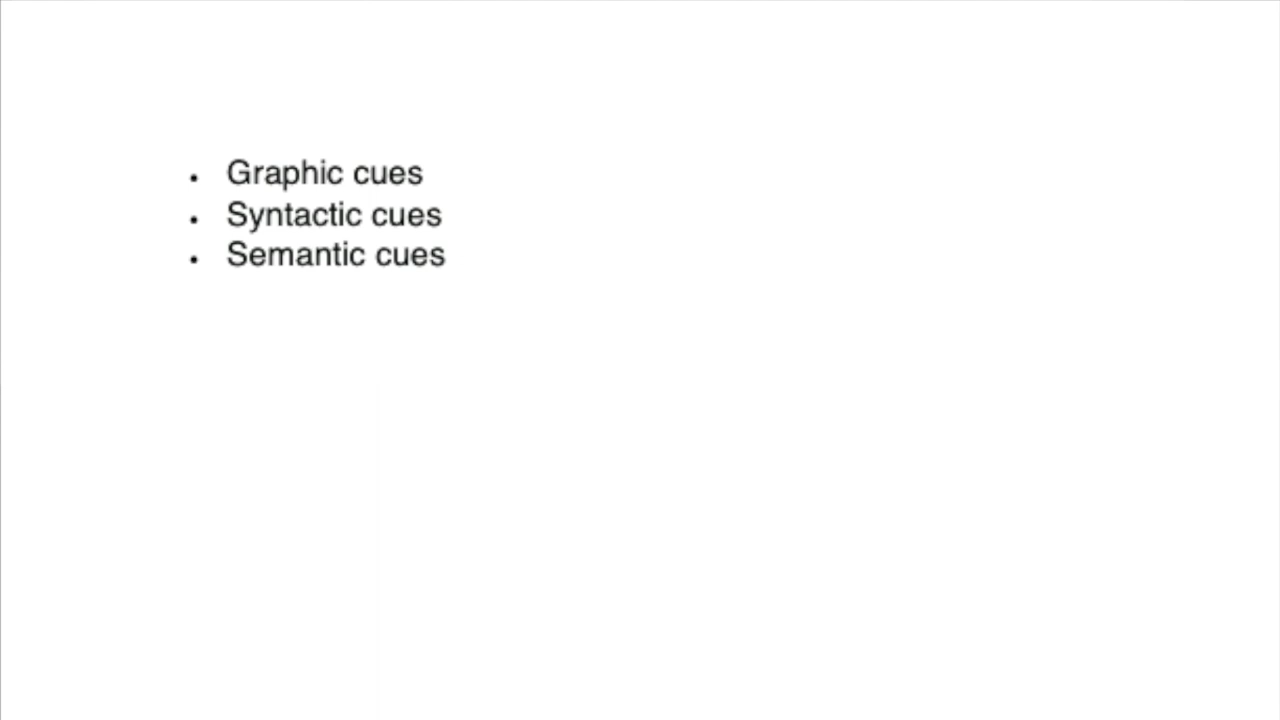 • Graphic cues
• Syntactic cues
• Semantic cues